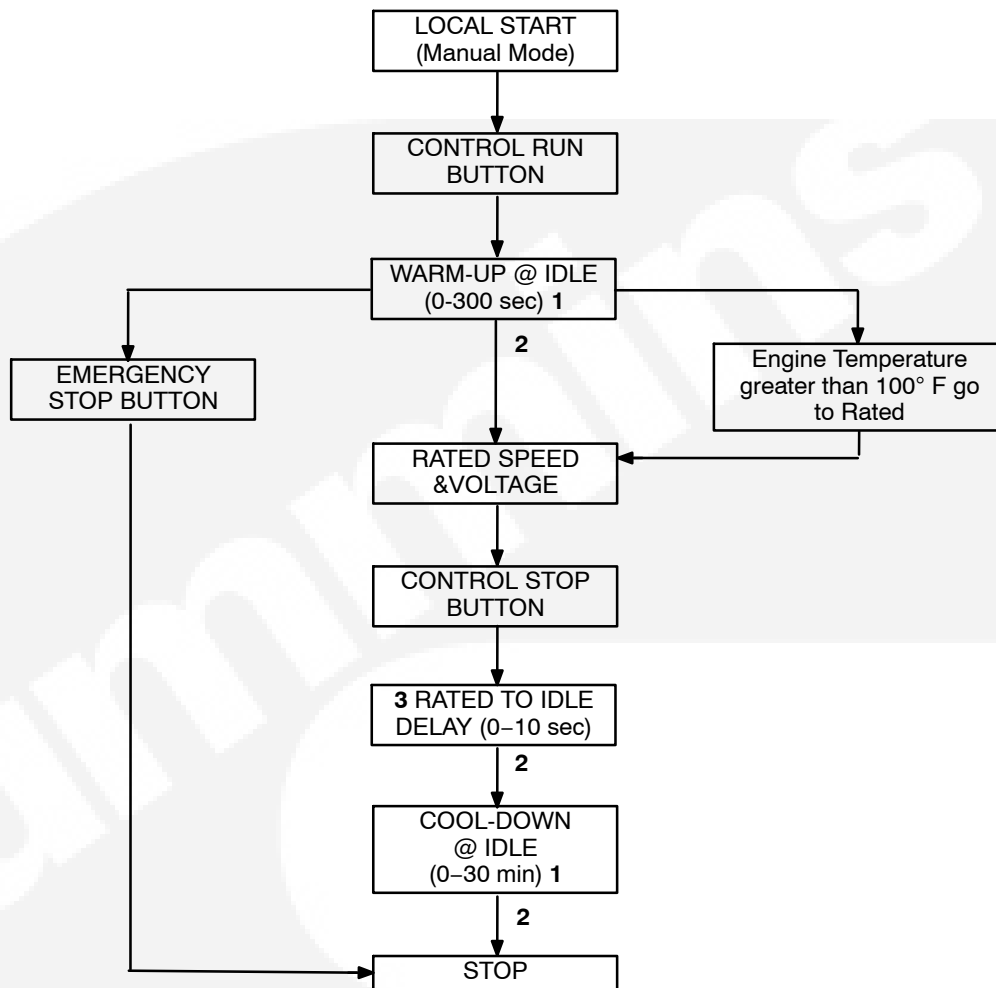 LOCAL START
(Manual Mode)
CONTROL RUN
BUTTON
WARM-UP @ IDLE
(0-300 sec) 1
2
EMERGENCY
STOP BUTTON
Engine Temperature
greater than 100° F go
to Rated
RATED SPEED
&VOLTAGE
CONTROL STOP
BUTTON
3 RATED TO IDLE
DELAY (0−10 sec)
2
COOL-DOWN
@ IDLE
(0−30 min) 1
2
STOP
ummins